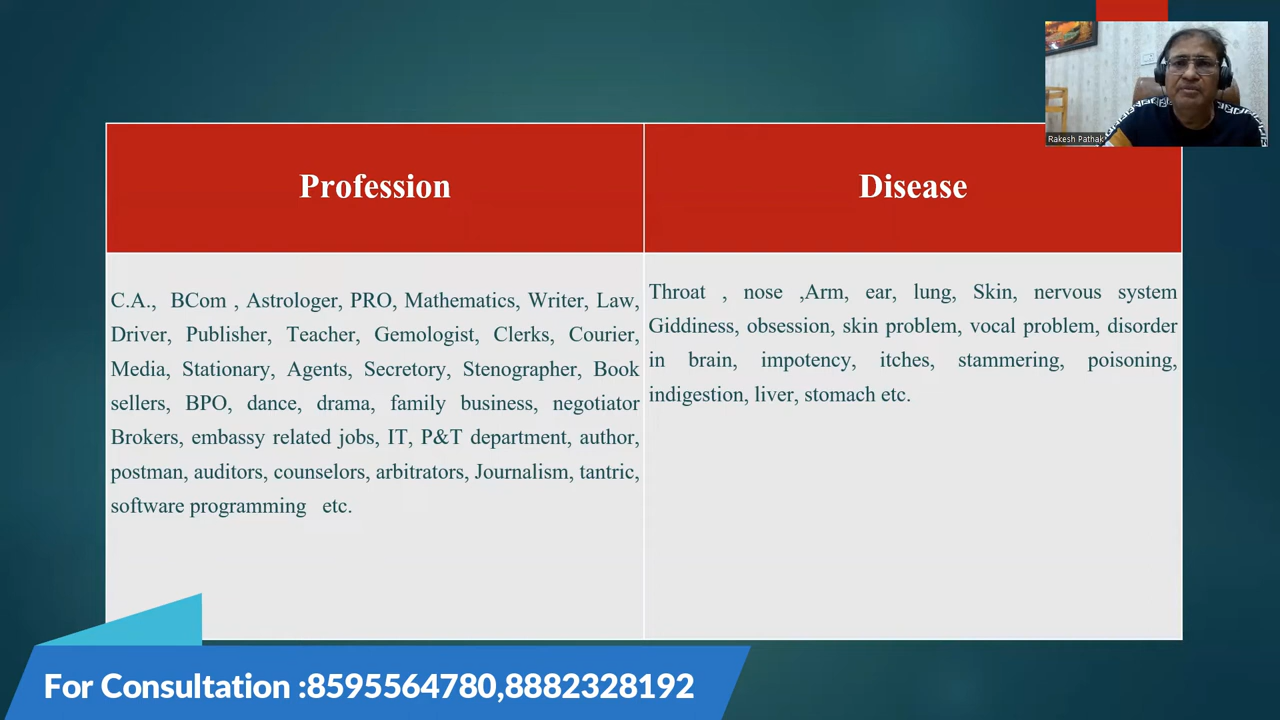 Rakesh Pathak
Profession
Disease
C.A., BCom , Astrologer, PRO, Mathematics, Writer, Law,
Driver, Publisher, Teacher, Gemologist, Clerks, Courier,
Media, Stationary, Agents, Secretory, Stenographer, Book
sellers, BPO, dance, drama, family business, negotiator
Brokers, embassy related jobs, IT, P&T department, author,
postman, auditors, counselors, arbitrators, Journalism, tantric,
software programming etc.
Throat , nose ,Arm, ear, lung, Skin, nervous system
Giddiness, obsession, skin problem, vocal problem, disorder
in brain, impotency, itches, stammering, poisoning,
indigestion, liver, stomach etc.
For Consultation :8595564780,8882328192